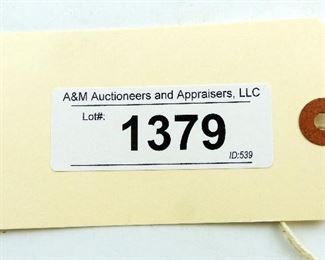 A&M Auctioneers and Appraisers, LLC
Lot#:
1379
ID:539